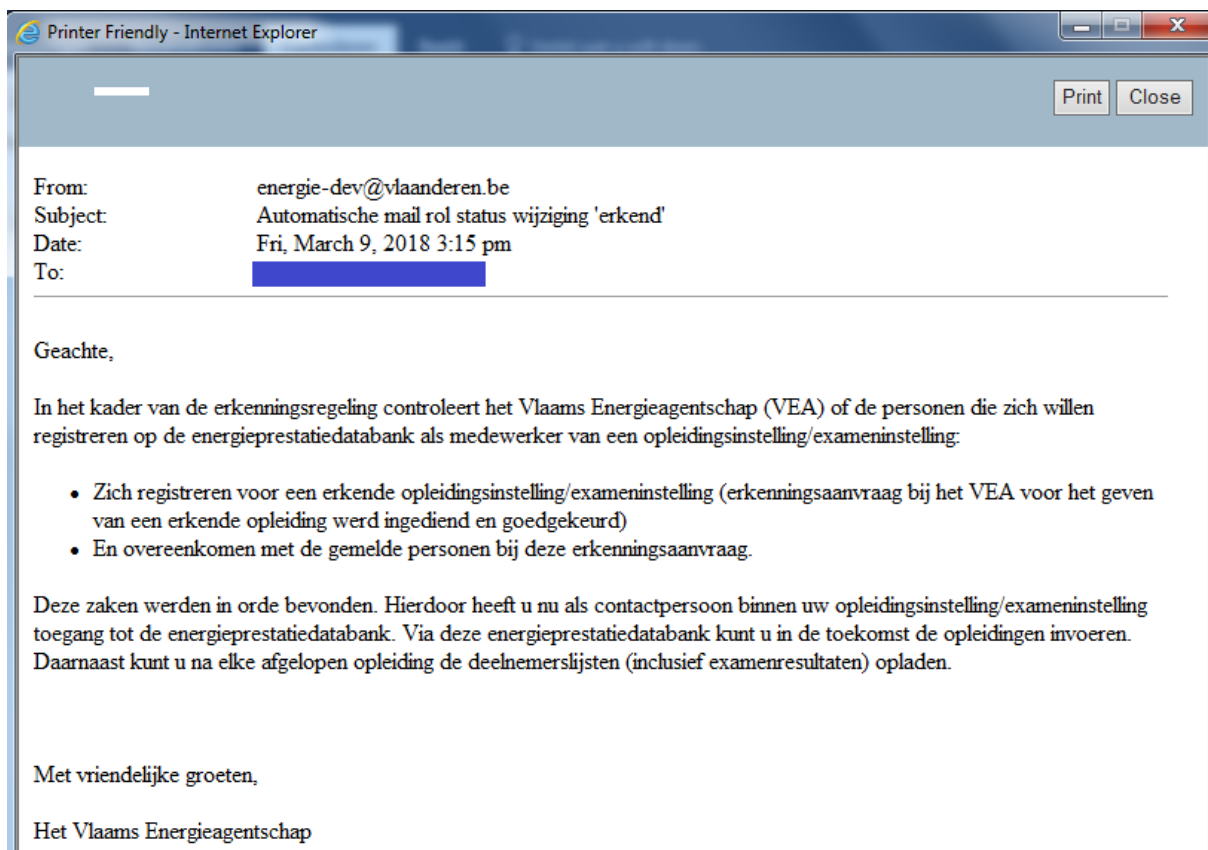 Printer Friendly - Internet Explorer
Print Close
From: energie-dev@vlaanderen.be
Subject: Automatische mail rol status wijziging 'erkend'
Date: Fri, March 9, 2018 3:15 pm
To:
Geachte,
In het kader van de erkenningsregeling controleert het Vlaams Energieagentschap (VEA) of de personen die zich willen
registreren op de energieprestatiedatabank als medewerker van een opleidingsinstelling/exameninstelling:
• Zich registreren voor een erkende opleidingsinstelling/exameninstelling (erkenningsaanvraag bij het VEA voor het geven
van een erkende opleiding werd ingediend en goedgekeurd)
• En overeenkomen met de gemelde personen bij deze erkenningsaanvraag.
Deze zaken werden in orde bevonden. Hierdoor heeft u nu als contactpersoon binnen uw opleidingsinstelling/exameninstelling
toegang tot de energieprestatiedatabank. Via deze energieprestatiedatabank kunt u in de toekomst de opleidingen invoeren.
Daarnaast kunt u na elke afgelopen opleiding de deelnemerslijsten (inclusief examenresultaten) opladen.
Met vriendelijke groeten,
Het Vlaams Energieagentschap